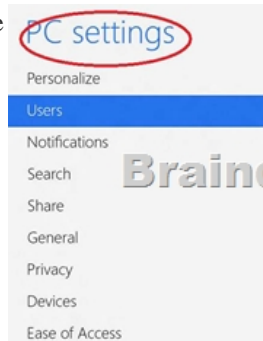 PC settings
Personalize
Users
Notifications
Search
Share
General
Privacy
Devices
Ease of Access